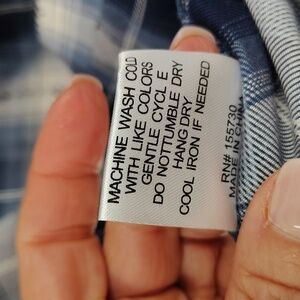 MACHINE WASH COLD
WITH LIKE COLORS
GENTLE CYCL E
DO NOTTUMBLE DRY
HANG DRY
COOL IRON IF NEEDED
RN# 155730
MADE IN CHINA